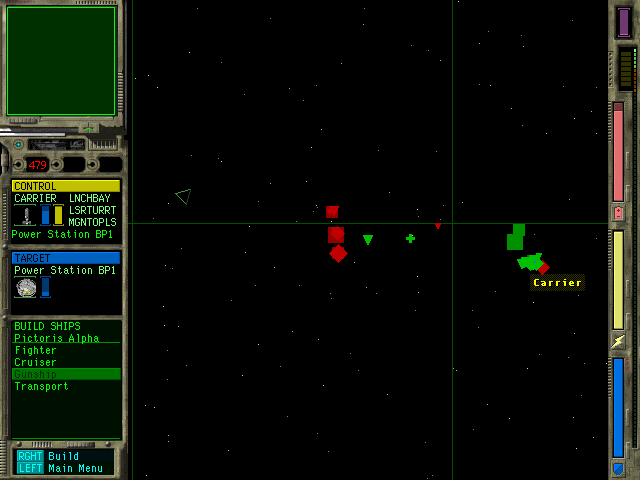 479
CONTROL
CARRIER LNCHBAY
LSRTURRT
MGNTOPLS
Power Station BP1
TARGET
Power Station BP1
BUILD SHIPS
Pictoris Alpha
Fighter
Cruiser
Gunship
Transport
RGHT Build
LEFT Main Menu
Carrier